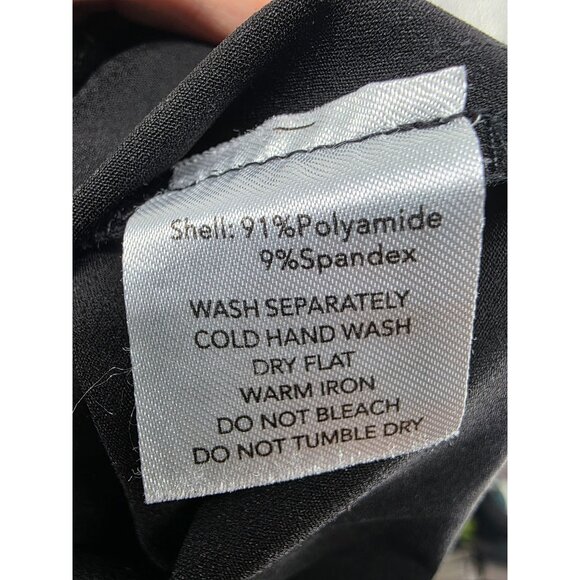 Shell: 91%Polyamide
9%Spandex
WASH SEPARATELY
COLD HAND WASH
DRY FLAT
WARM IRON
DO NOT BLEACH
DO NOT TUMBLE DRY